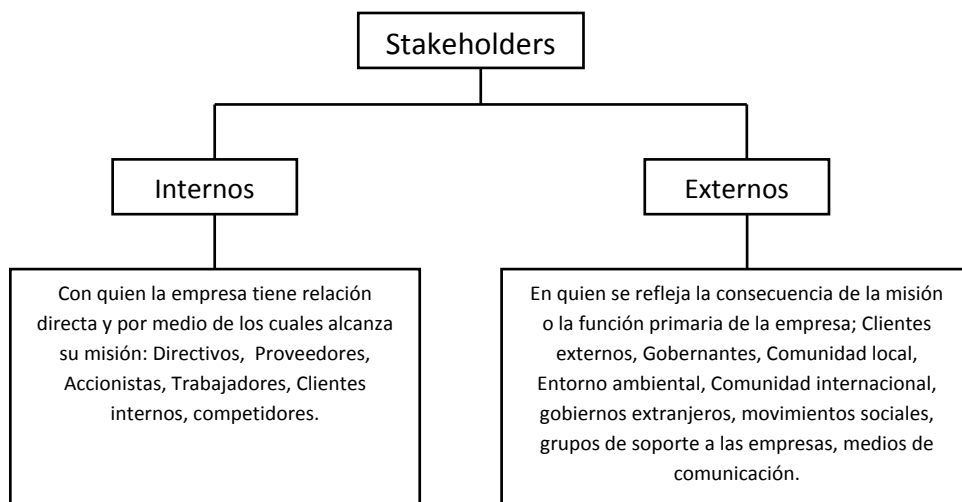 Stakeholders
Internos
Externos
Con quien la empresa tiene relación
directa y por medio de los cuales alcanza
su misión: Directivos,  Proveedores,
Accionistas, Trabajadores, Clientes
internos, competidores.
En quien se refleja la consecuencia de la misión
o la función primaria de la empresa; Clientes
externos, Gobernantes, Comunidad local,
Entorno ambiental, Comunidad internacional,
gobiernos extranjeros, movimientos sociales,
grupos de soporte a las empresas, medios de
comunicación.